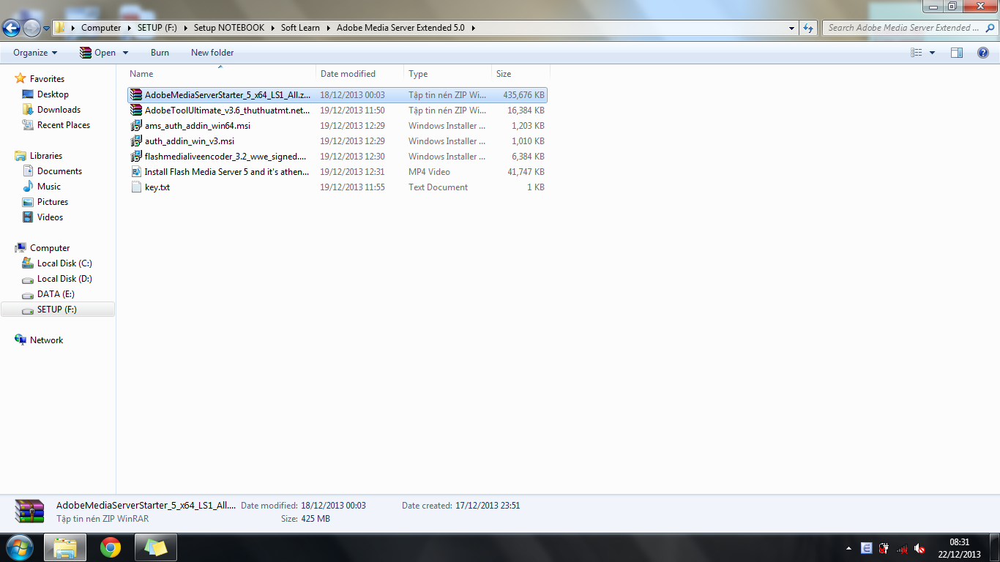 Computer SETUP (F:) Setup NOTEBOOK Soft Learn Adobe Media Server Extended 5.0 Search Adobe Media Server Extended ...
Organize Open Burn New folder
Favorites
Desktop
Downloads
Recent Places
Libraries
Documents
Music
Pictures
Videos
Computer
Local Disk (C:)
Local Disk (D:)
DATA (E:)
SETUP (F:)
Network
Name Date modified Type Size
AdobeMediaServerStarter_5_x64_LS1_All.z... 18/12/2013 00:03 Tập tin nén ZIP Wi... 435,676 KB
AdobeToolUltimate_v3.6_thuthuatmt.net... 19/12/2013 11:50 Tập tin nén ZIP Wi... 16,384 KB
ams_auth_addin_win64.msi 19/12/2013 12:29 Windows Installer ... 1,203 KB
auth_addin_win_v3.msi 19/12/2013 12:29 Windows Installer ... 1,010 KB
flashmedialiveencoder_3.2_wwe_signed.... 19/12/2013 12:30 Windows Installer ... 6,384 KB
Install Flash Media Server 5 and it's athen... 19/12/2013 12:31 MP4 Video 41,747 KB
key.txt 19/12/2013 11:55 Text Document 1 KB
AdobeMediaServerStarter_5_x64_LS1_All.... Date modified: 18/12/2013 00:03 Date created: 17/12/2013 23:51
Tập tin nén ZIP WinRAR Size: 425 MB
E
08:31
22/12/2013